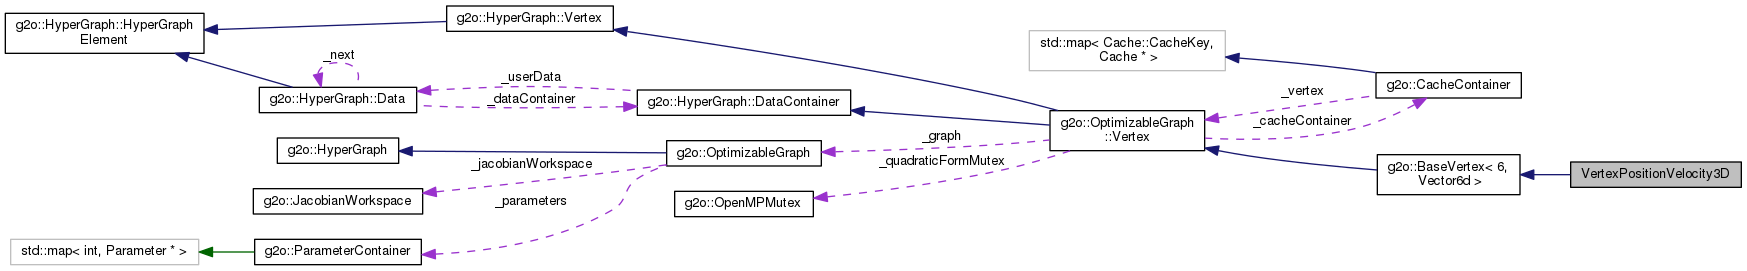 g2o::HyperGraph::HyperGraph
Element
g2o::HyperGraph::Vertex
_next
g2o::HyperGraph::Data
_userData
_dataContainer
g2o::HyperGraph::DataContainer
std::map< Cache::CacheKey,
Cache * >
g2o::CacheContainer
_vertex
_cacheContainer
g2o::OptimizableGraph
::Vertex
_graph
_quadraticFormMutex
g2o::HyperGraph
g2o::OptimizableGraph
_jacobianWorkspace
g2o::JacobianWorkspace
_parameters
g2o::OpenMPMutex
g2o::BaseVertex< 6,
Vector6d >
VertexPositionVelocity3D
std::map< int, Parameter * >
g2o::ParameterContainer